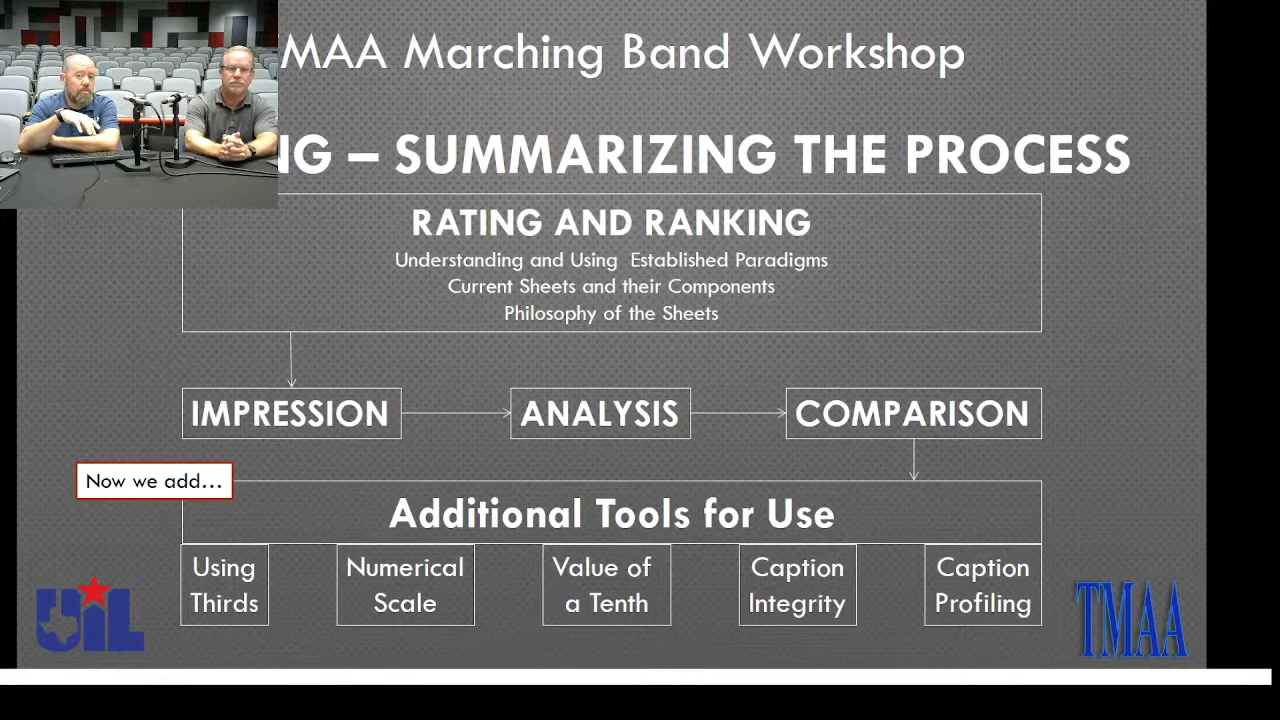 MAA Marching Band Workshop
NG – SUMMARIZING THE PROCESS
RATING AND RANKING
Understanding and Using Established Paradigms
Current Sheets and their Components
Philosophy of the Sheets
IMPRESSION
ANALYSIS
COMPARISON
Now we add...
Additional Tools for Use
Using
Thirds
Numerical
Scale
Value of
a Tenth
Caption
Integrity
Caption
Profiling
UIL
TMAA